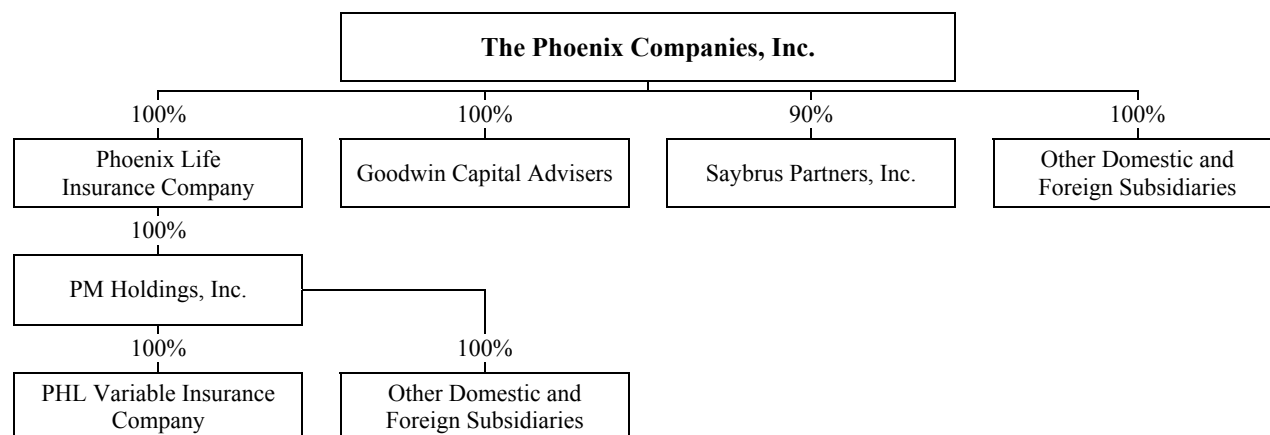 The Phoenix Companies, Inc.
100%
100%
90%
100%
Phoenix Life
Insurance Company
Goodwin Capital Advisers
Saybrus Partners, Inc.
Other Domestic and
Foreign Subsidiaries
100%
PM Holdings, Inc.
100%
100%
PHL Variable Insurance
Company
Other Domestic and
Foreign Subsidiaries